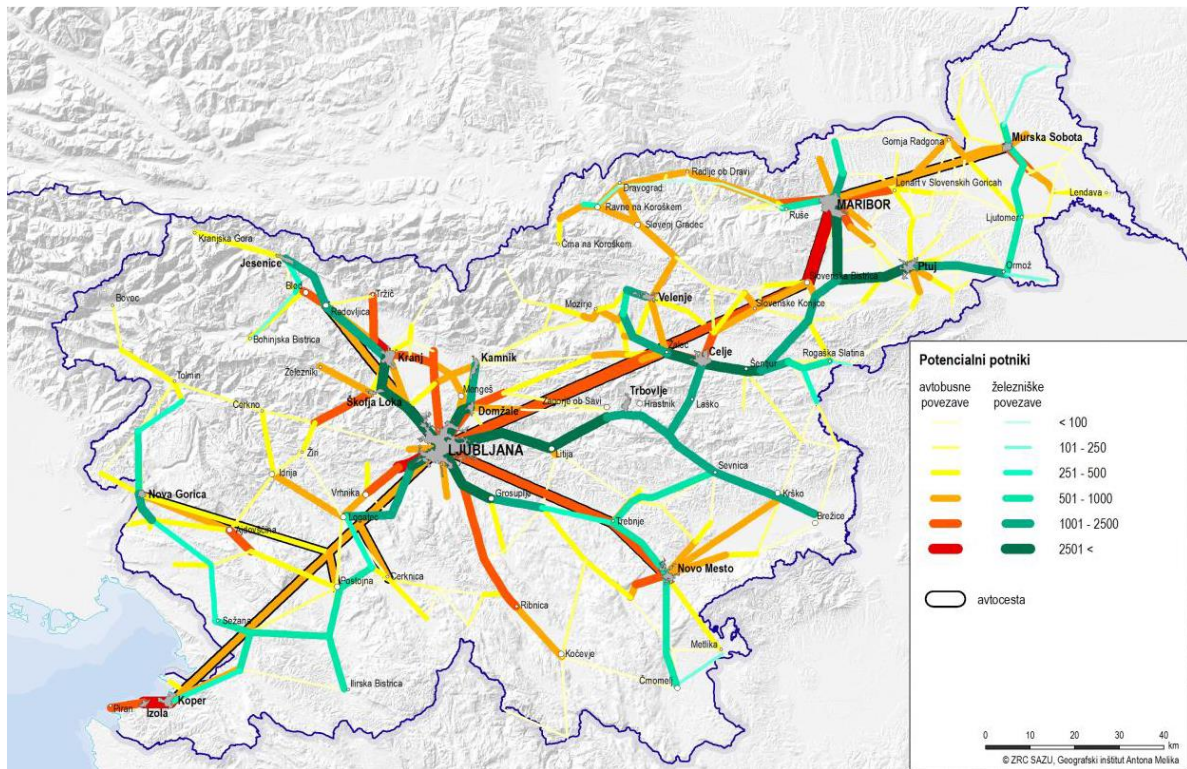 Murska Sobota
Gornja Radgona
Radlje ob Dravi
Dravograd
Lenart v Slovenskih Goricah
Lendava
Ravne na Koroškem
MARIBOR
Ruše
Ljutomer
Slovenj Gradec
Kranjska Gora
Črna na Koroškem
Jesenice
Ptuj
Ormož
Slovenska Bistrica
Bled
Tržič
Velenje
Bovec
Radovljica
Mozirje
Slovenske Konjice
Bohinjska Bistrica
Kranj
Kamnik
Žalec
Celje
Rogaška Slatina
Železniki
Šentjur
Tolmin
Mengeš
Trbovlje
Škofja Loka
Laško
Cerkno
Domžale
Zagorje ob Savi
Hrastnik
LJUBLJANA
Žiri
Litija
Idrija
Sevnica
Nova Gorica
Vrhnika
Grosuplje
Krško
Logatec
Trebnje
Brežice
Ajdovščina
Postojna
Cerknica
Novo Mesto
Ribnica
Sežana
Metlika
Kočevje
Ilirska Bistrica
Črnomelj
Koper
Piran
Izola
Potencialni potniki
avtobusne povezave
železniške povezave
< 100
101 - 250
251 - 500
501 - 1000
1001 - 2500
2501 <
avtocesta
0 10 20 30 40
km
© ZRC SAZU, Geografski inštitut Antona Melika